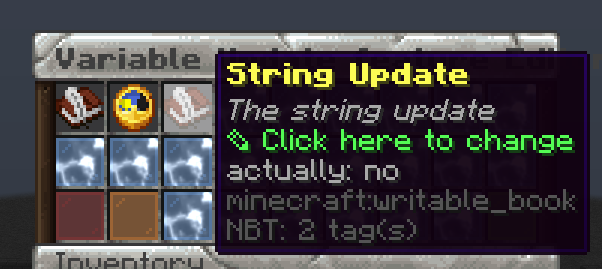 Variable
String Update
The string update
✎ Click here to change
actually: no
minecraft:writable_book
NBT: 2 tag(s)
Inventory